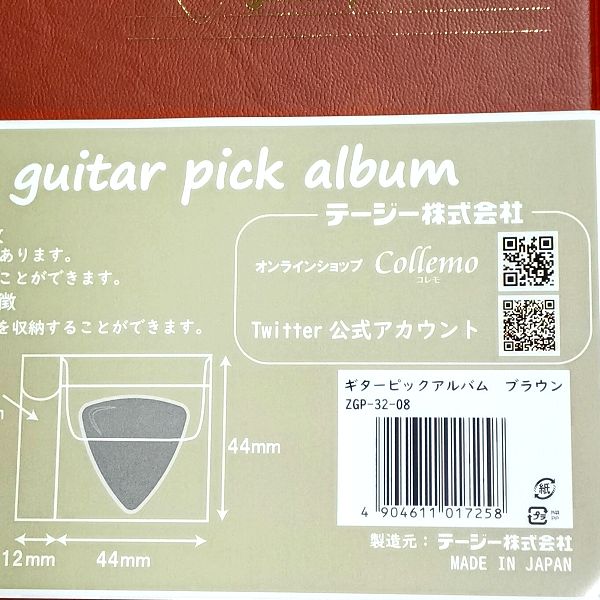 guitar pick album
テージー株式会社
あります。
オンラインショップ Collemo
コレモ
ことができます。
徴
を収納することができます。
Twitter 公式アカウント
44mm
12mm
44mm
ギターピックアルバム ブラウン
ZGP-32-08
紙
プラ
4 904611 017258
製造元：テージー株式会社
MADE IN JAPAN